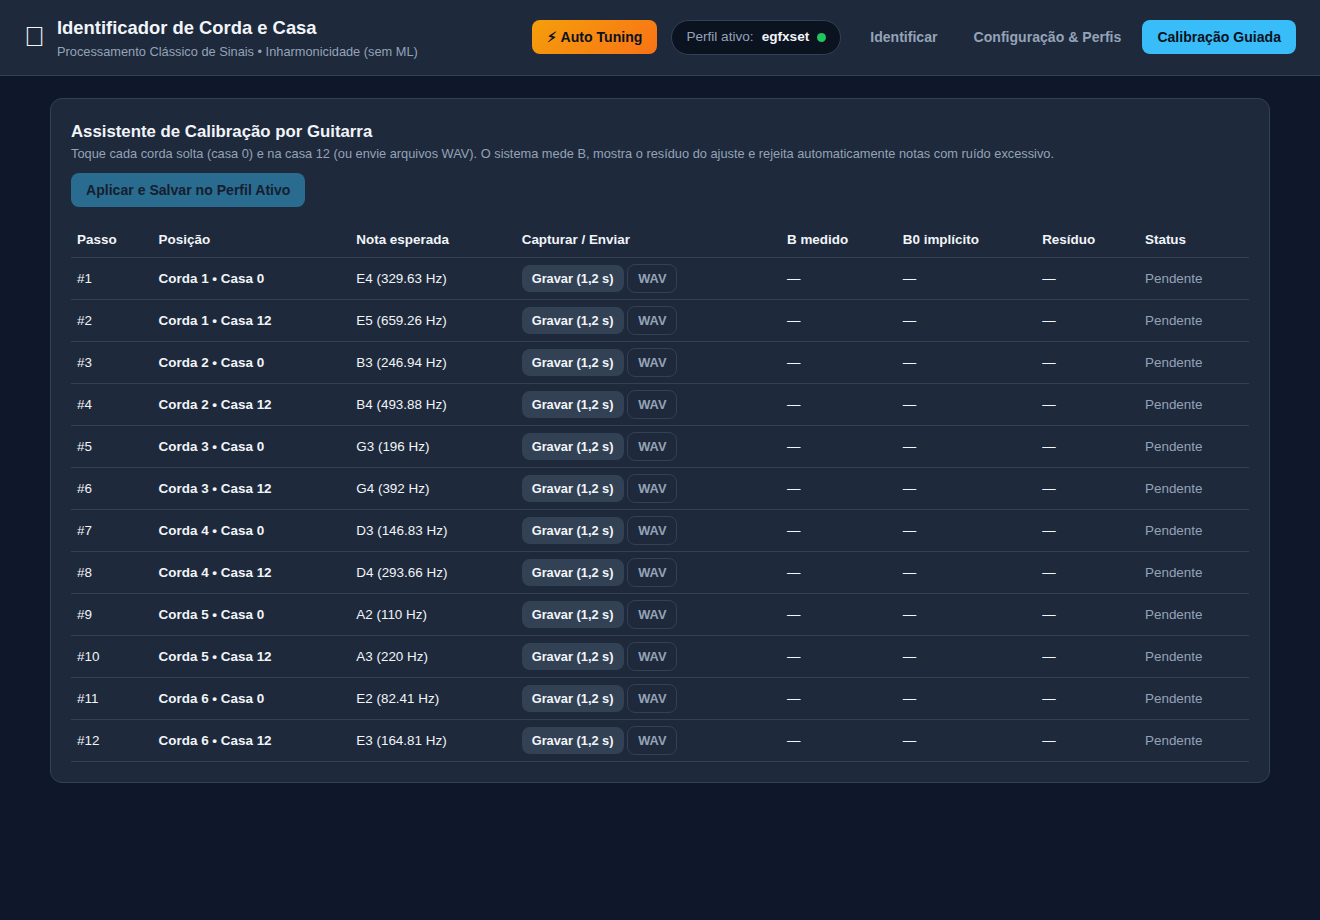 Identificador de Corda e Casa
Processamento Clássico de Sinais • Inharmonicidade (sem ML)
⚡ Auto Tuning
Perfil ativo: egfxset
Identificar
Configuração & Perfis
Calibração Guiada
Assistente de Calibração por Guitarra
Toque cada corda solta (casa 0) e na casa 12 (ou envie arquivos WAV). O sistema mede B, mostra o resíduo do ajuste e rejeita automaticamente notas com ruído excessivo.
Aplicar e Salvar no Perfil Ativo
Passo Posição Nota esperada Capturar / Enviar B medido B0 implícito Resíduo Status
#1 Corda 1 • Casa 0 E4 (329.63 Hz) Gravar (1,2 s) WAV — — — Pendente
#2 Corda 1 • Casa 12 E5 (659.26 Hz) Gravar (1,2 s) WAV — — — Pendente
#3 Corda 2 • Casa 0 B3 (246.94 Hz) Gravar (1,2 s) WAV — — — Pendente
#4 Corda 2 • Casa 12 B4 (493.88 Hz) Gravar (1,2 s) WAV — — — Pendente
#5 Corda 3 • Casa 0 G3 (196 Hz) Gravar (1,2 s) WAV — — — Pendente
#6 Corda 3 • Casa 12 G4 (392 Hz) Gravar (1,2 s) WAV — — — Pendente
#7 Corda 4 • Casa 0 D3 (146.83 Hz) Gravar (1,2 s) WAV — — — Pendente
#8 Corda 4 • Casa 12 D4 (293.66 Hz) Gravar (1,2 s) WAV — — — Pendente
#9 Corda 5 • Casa 0 A2 (110 Hz) Gravar (1,2 s) WAV — — — Pendente
#10 Corda 5 • Casa 12 A3 (220 Hz) Gravar (1,2 s) WAV — — — Pendente
#11 Corda 6 • Casa 0 E2 (82.41 Hz) Gravar (1,2 s) WAV — — — Pendente
#12 Corda 6 • Casa 12 E3 (164.81 Hz) Gravar (1,2 s) WAV — — — Pendente